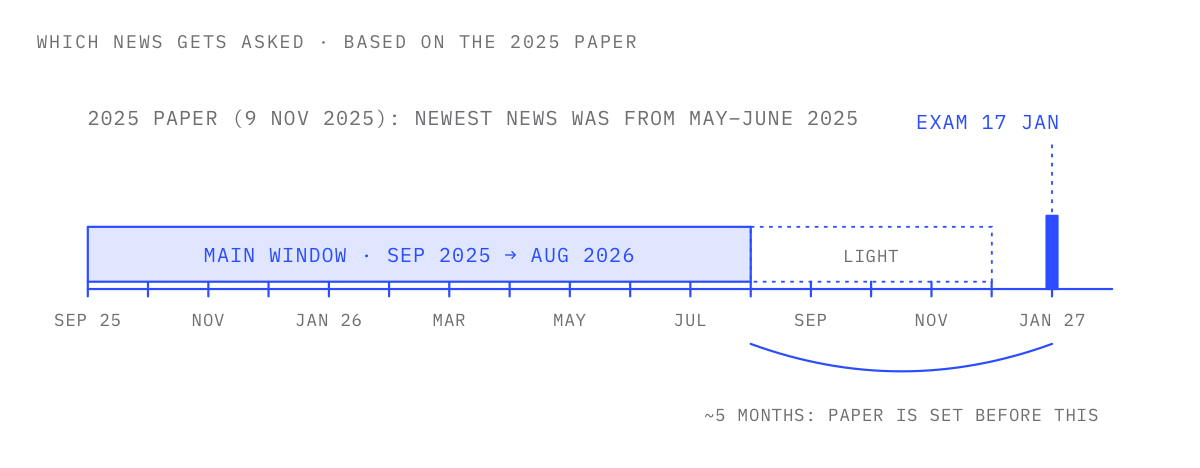 WHICH NEWS GETS ASKED · BASED ON THE 2025 PAPER
2025 PAPER (9 NOV 2025): NEWEST NEWS WAS FROM MAY–JUNE 2025
EXAM 17 JAN
MAIN WINDOW · SEP 2025 → AUG 2026
LIGHT
SEP 25 NOV JAN 26 MAR MAY JUL SEP NOV JAN 27
~5 MONTHS: PAPER IS SET BEFORE THIS